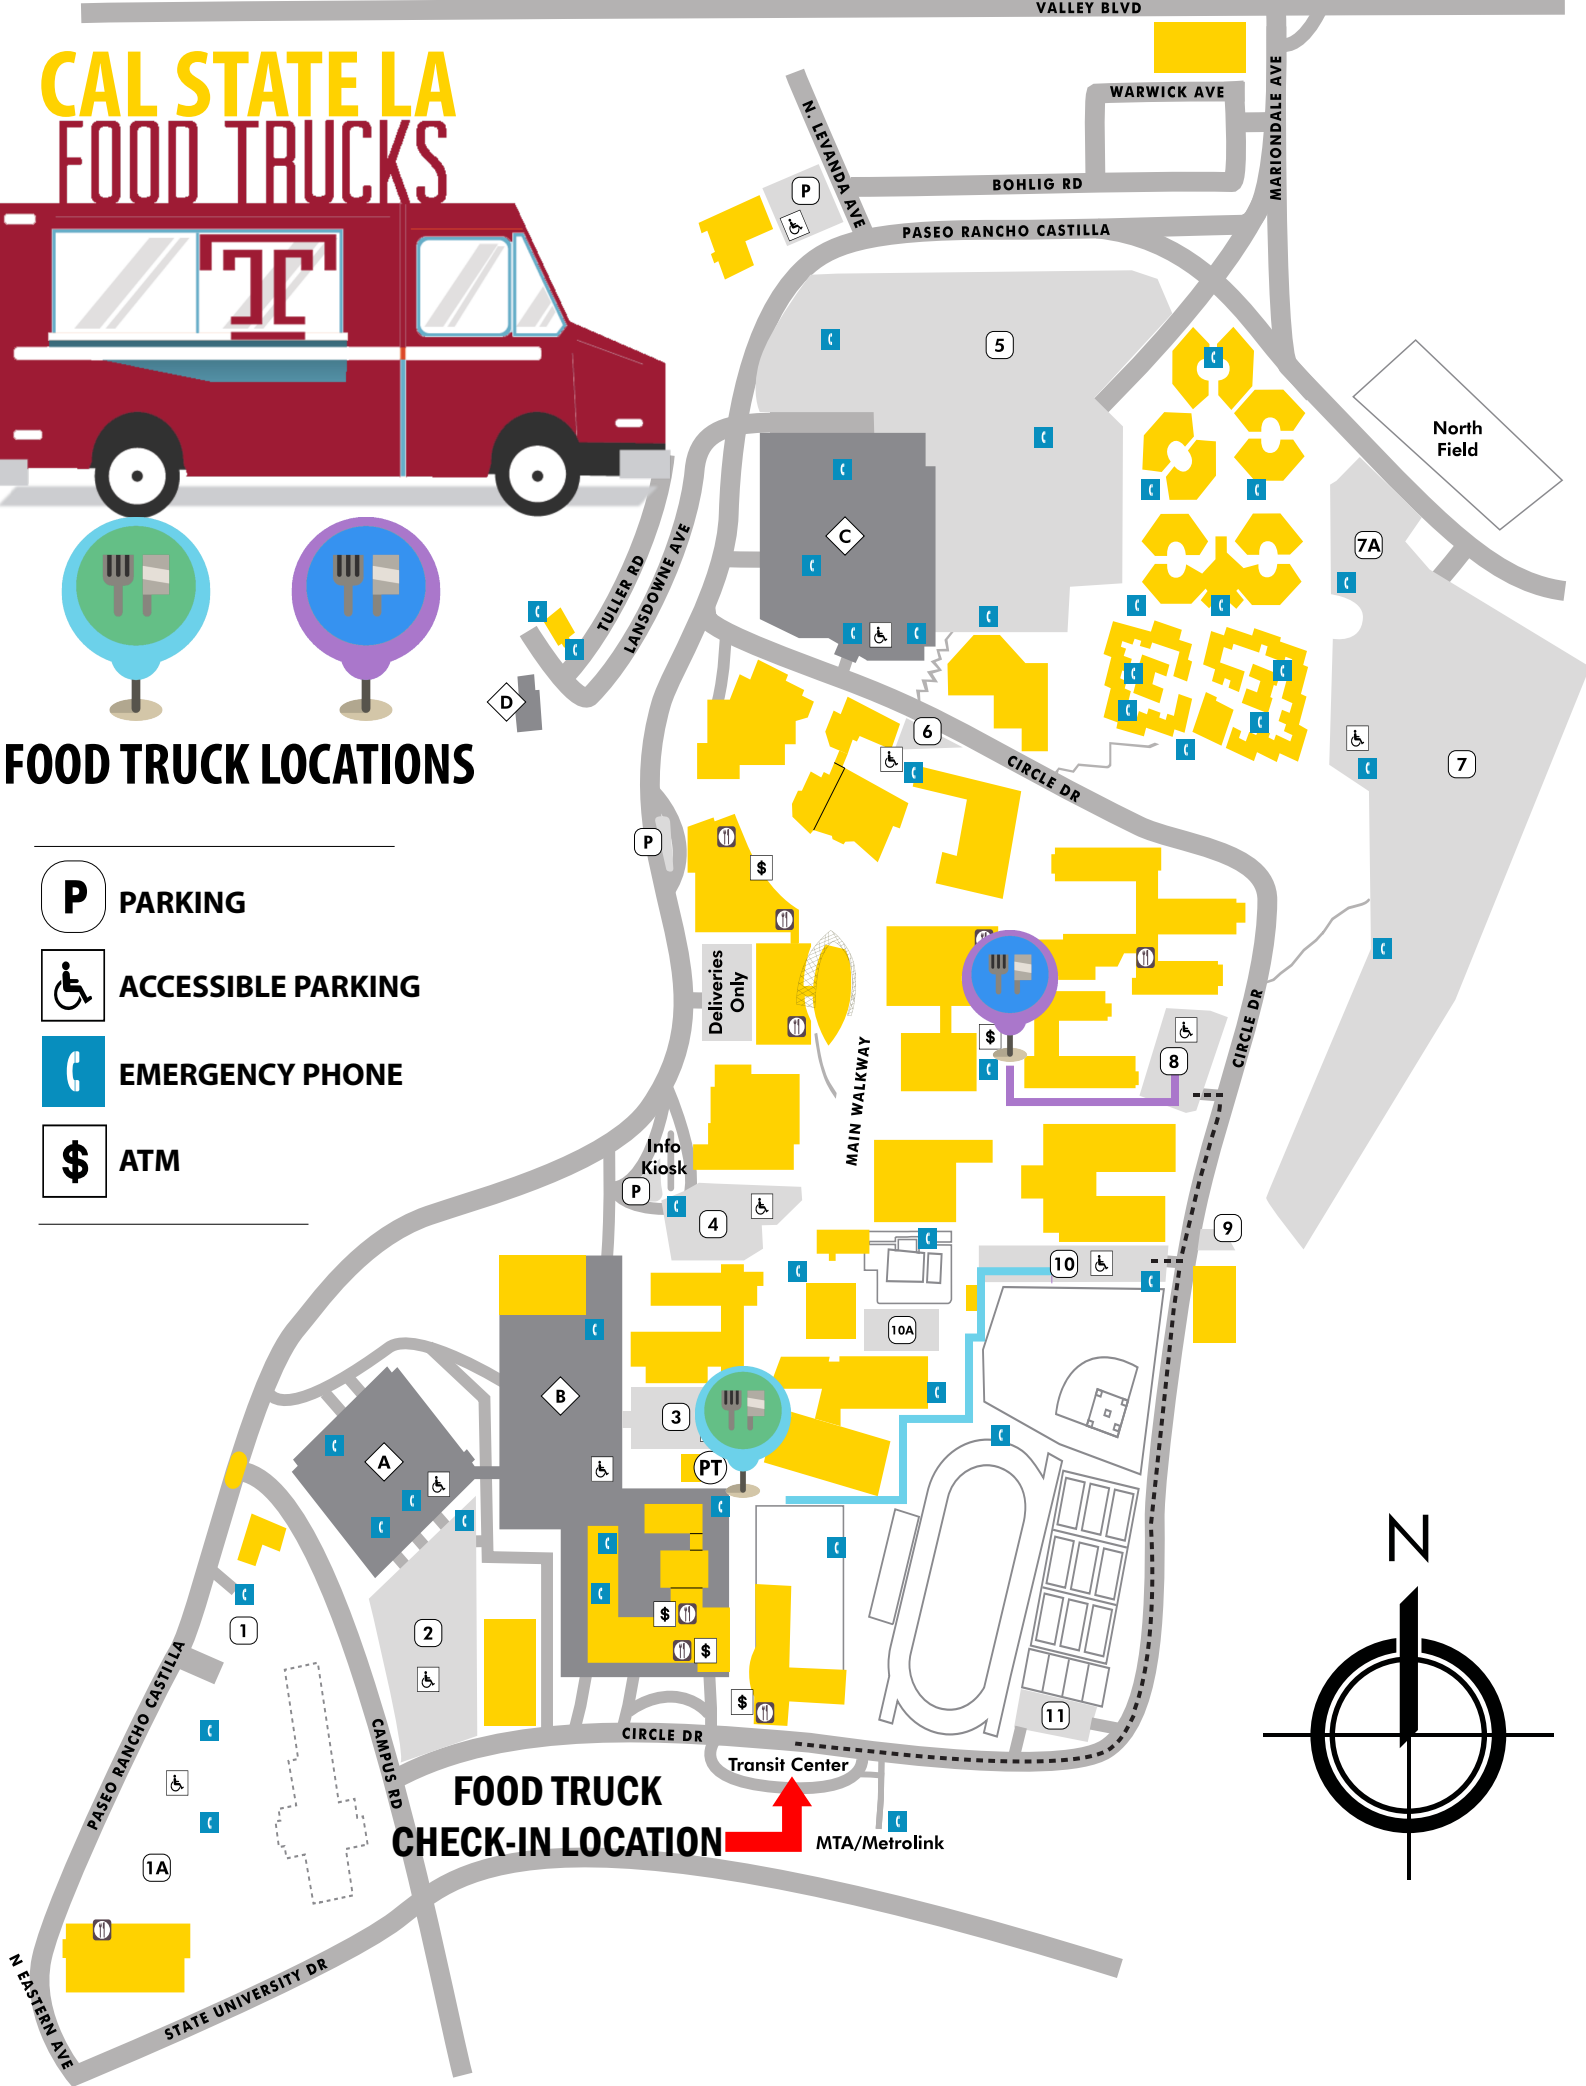 VALLEY BLVD
CAL STATE LA
FOOD TRUCKS
WARWICK AVE
MARIONDALE AVE
N. LEVANDA AVE
P
BOHLIG RD
PASEO RANCHO CASTILLA
5
North
Field
C
7A
TULLER RD
LANSDOWNE AVE
D
6
7
CIRCLE DR
FOOD TRUCK LOCATIONS
P
P PARKING
ACCESSIBLE PARKING
EMERGENCY PHONE
$ ATM
$
Deliveries
Only
$
MAIN WALKWAY
8
CIRCLE DR
Info
Kiosk
P
4
9
10
10A
B
3
A
PT
1
2
$
$
$
11
PASEO RANCHO CASTILLA
CAMPUS RD
CIRCLE DR
Transit Center
FOOD TRUCK
CHECK-IN LOCATION
MTA/Metrolink
1A
N EASTERN AVE
STATE UNIVERSITY DR
N